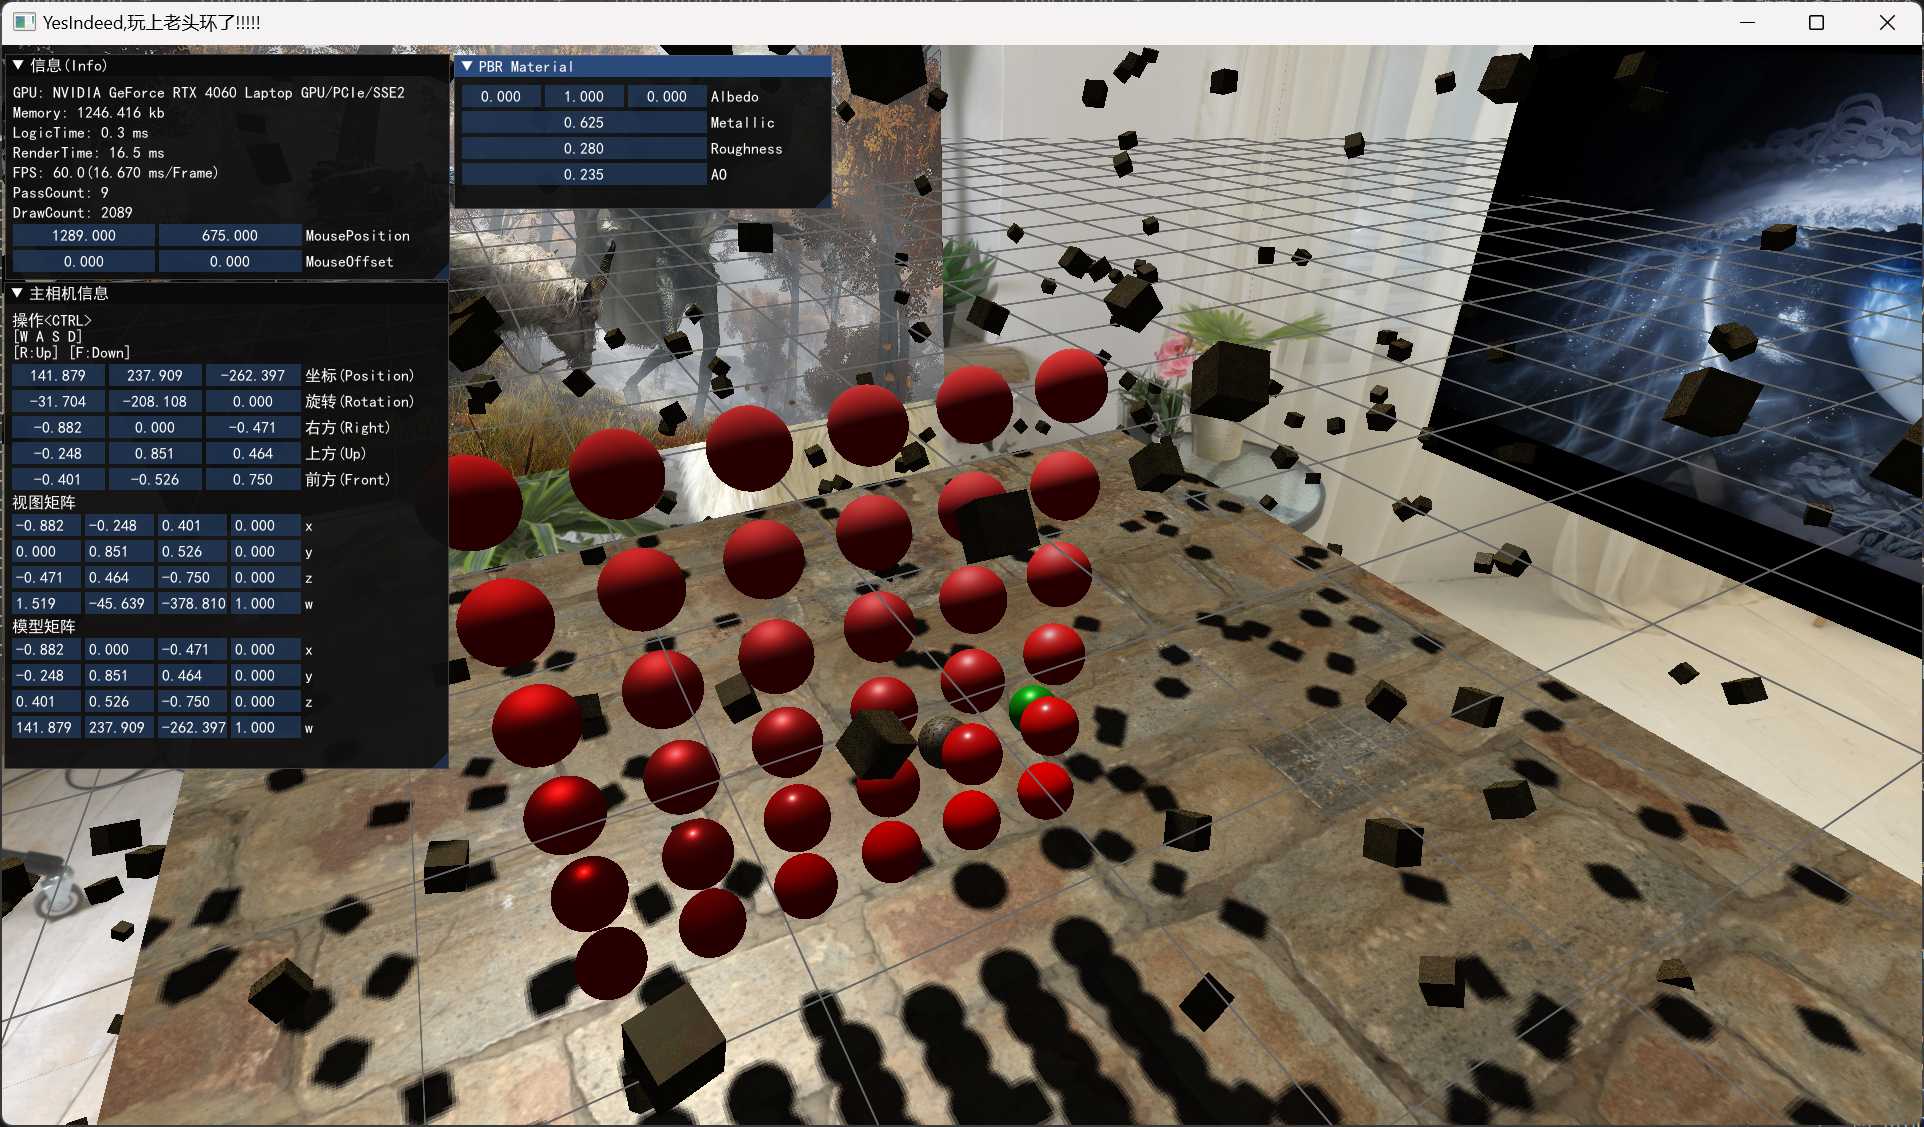 YesIndeed,玩上老头环了!!!!!
▼ 信息(Info)
GPU: NVIDIA GeForce RTX 4060 Laptop GPU/PCIe/SSE2
Memory: 1246.416 kb
LogicTime: 0.3 ms
RenderTime: 16.5 ms
FPS: 60.0(16.670 ms/Frame)
PassCount: 9
DrawCount: 2089
1289.000 675.000 MousePosition
0.000 0.000 MouseOffset
▼ PBR Material
0.000 1.000 0.000 Albedo
0.625 Metallic
0.280 Roughness
0.235 AO
▼ 主相机信息
操作<CTRL>
[W A S D]
[R:Up] [F:Down]
141.879 237.909 -262.397 坐标(Position)
-31.704 -208.108 0.000 旋转(Rotation)
-0.882 0.000 -0.471 右方(Right)
-0.248 0.851 0.464 上方(Up)
-0.401 -0.526 0.750 前方(Front)
视图矩阵
-0.882 -0.248 0.401 0.000 x
0.000 0.851 0.526 0.000 y
-0.471 0.464 -0.750 0.000 z
1.519 -45.639 -378.810 1.000 w
模型矩阵
-0.882 0.000 -0.471 0.000 x
-0.248 0.851 0.464 0.000 y
0.401 0.526 -0.750 0.000 z
141.879 237.909 -262.397 1.000 w